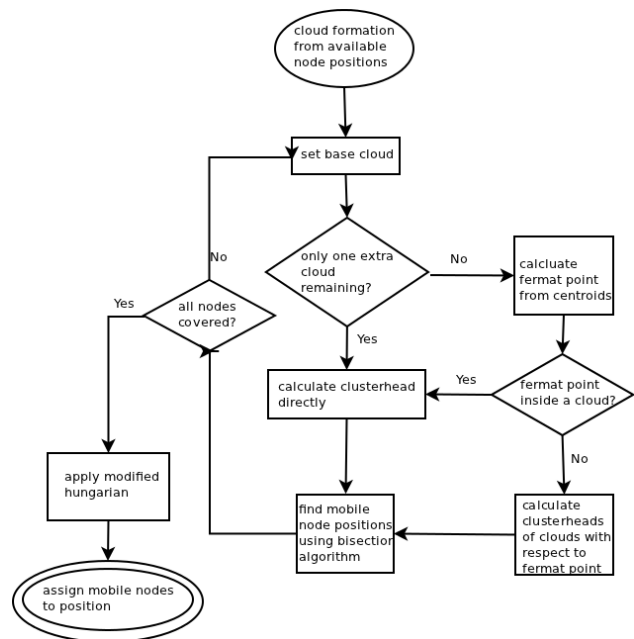 cloud formation
from available
node positions
set base cloud
only one extra
cloud
remaining?
No
calcluate
fermat point
from centroids
Yes
fermat point
inside a cloud?
Yes
calculate clusterhead
directly
No
calculate
clusterheads
of clouds with
respect to
fermat point
find mobile
node positions
using bisection
algorithm
all nodes
covered?
No
Yes
apply modified
hungarian
assign mobile nodes
to position